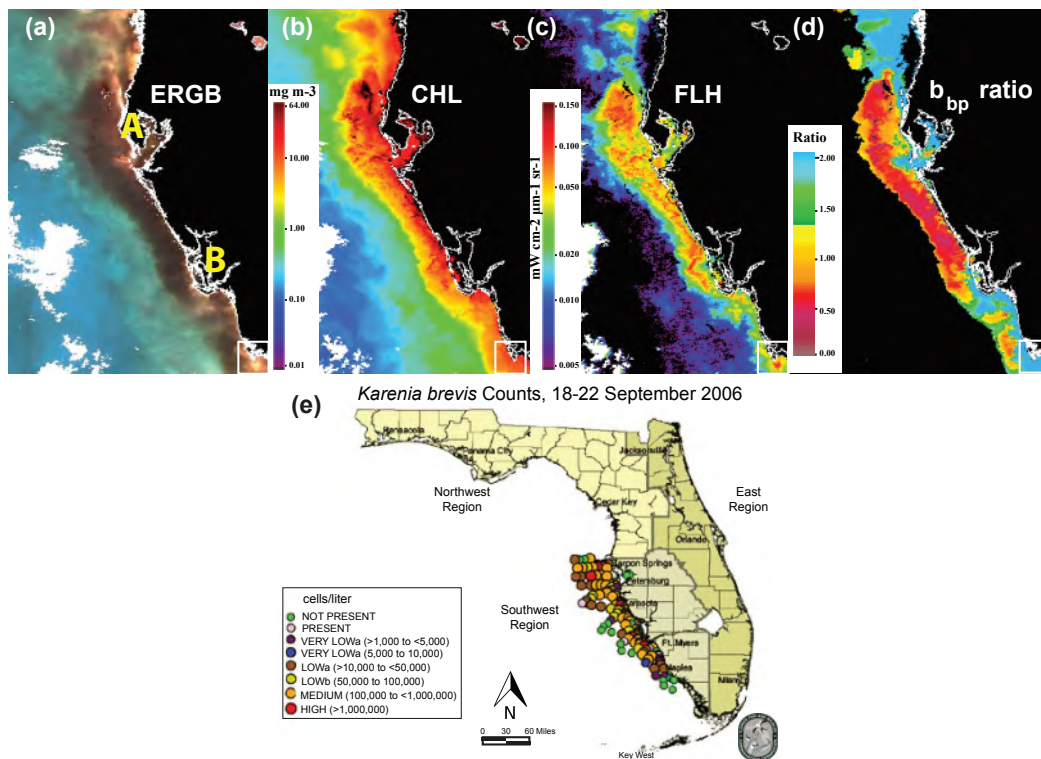 (a)
ERGB
A
B
(b)
CHL
mg m-3
64.00
10.00
1.00
0.10
0.01
(c)
FLH
mW cm-2 µm-1 sr-1
0.150
0.100
0.050
0.020
0.010
0.005
(d)
b bp ratio
Ratio
2.00
1.50
1.00
0.50
0.00
(e)
Karenia brevis Counts, 18-22 September 2006
Pensacola
Panama City
Jacksonville
Northwest
Region
East
Region
Cedar Key
Orlando
Tarpon Springs
Petersburg
Sarasota
Southwest
Region
Ft. Myers
Naples
Miami
Key West
cells/liter
NOT PRESENT
PRESENT
VERY LOWa (>1,000 to <5,000)
VERY LOWa (5,000 to 10,000)
LOWa (>10,000 to <50,000)
LOWb (50,000 to 100,000)
MEDIUM (100,000 to <1,000,000)
HIGH (>1,000,000)
N
0 30 60 Miles